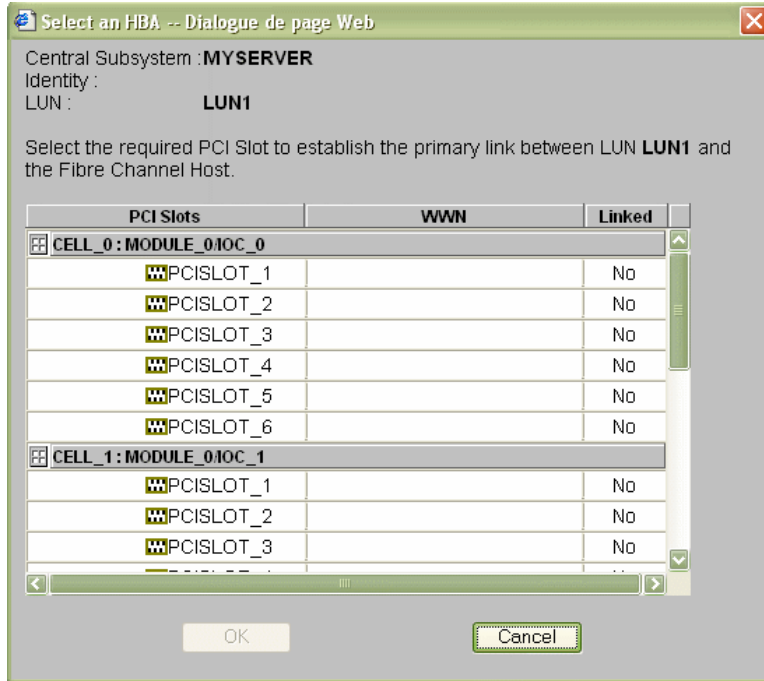 Select an HBA -- Dialogue de page Web
Central Subsystem : MYSERVER
Identity :
LUN : LUN1
Select the required PCI Slot to establish the primary link between LUN LUN1 and
the Fibre Channel Host.
PCI Slots WWN Linked
CELL_0 : MODULE_0/IOC_0
PCISLOT_1 No
PCISLOT_2 No
PCISLOT_3 No
PCISLOT_4 No
PCISLOT_5 No
PCISLOT_6 No
CELL_1 : MODULE_0/IOC_1
PCISLOT_1 No
PCISLOT_2 No
PCISLOT_3 No
OK Cancel